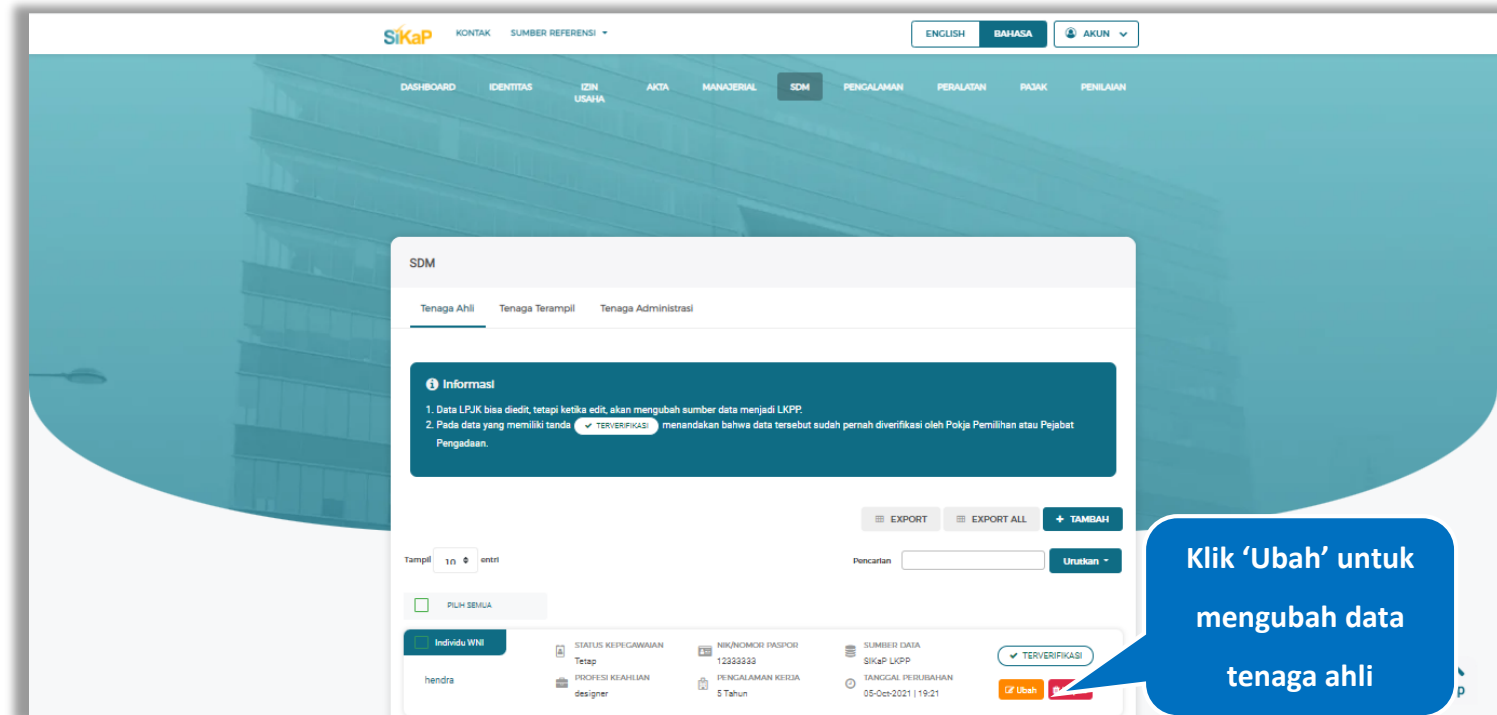 SiKaP KONTAK SUMBER REFERENSI ENGLISH BAHASA AKUN
DASHBOARD IDENTITAS IZIN USAHA AKTA MANAJERIAL SDM PENGALAMAN PERALATAN PAJAK PENILAIAN
SDM
Tenaga Ahli Tenaga Terampil Tenaga Administrasi
Informasi
1. Data LPJK bisa diedit, tetapi ketika edit, akan mengubah sumber data menjadi LKPP.
2. Pada data yang memiliki tanda TERVERIFIKASI menandakan bahwa data tersebut sudah pernah diverifikasi oleh Pokja Pemilihan atau Pejabat
Pengadaan.
EXPORT EXPORT ALL + TAMBAH
Tampil 10 entri Pencarian Urutkan
PILIH SEMUA
Individu WNI
hendra
STATUS KEPEGAWAIAN
Tetap
PROFESI KEAHLIAN
designer
NIK/NOMOR PASPOR
12333333
PENGALAMAN KERJA
5 Tahun
SUMBER DATA
SIKaP LKPP
TANGGAL PERUBAHAN
05-Oct-2021 | 19:21
TERVERIFIKASI
Ubah
Klik ‘Ubah’ untuk
mengubah data
tenaga ahli